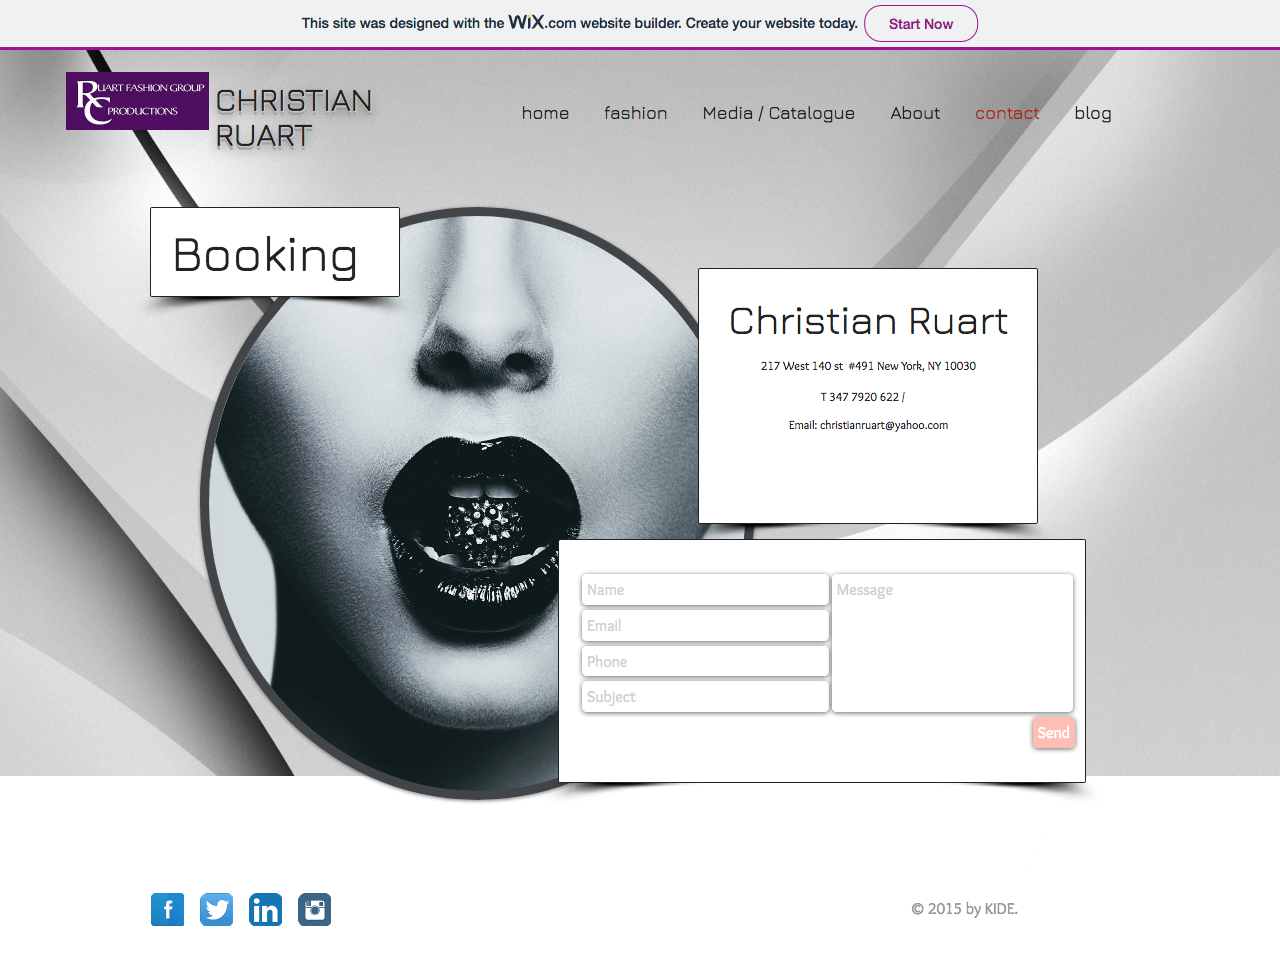 This site was designed with the WiX.com website builder. Create your website today. Start Now
RUART FASHION GROUP
C PRODUCTIONS
CHRISTIAN
RUART
home fashion Media / Catalogue About contact blog
Booking
Christian Ruart
217 West 140 st #491 New York, NY 10030
T 347 7920 622 /
Email: christianruart@yahoo.com
Name
Email
Phone
Subject
Message
Send
f
in
© 2015 by KIDE.